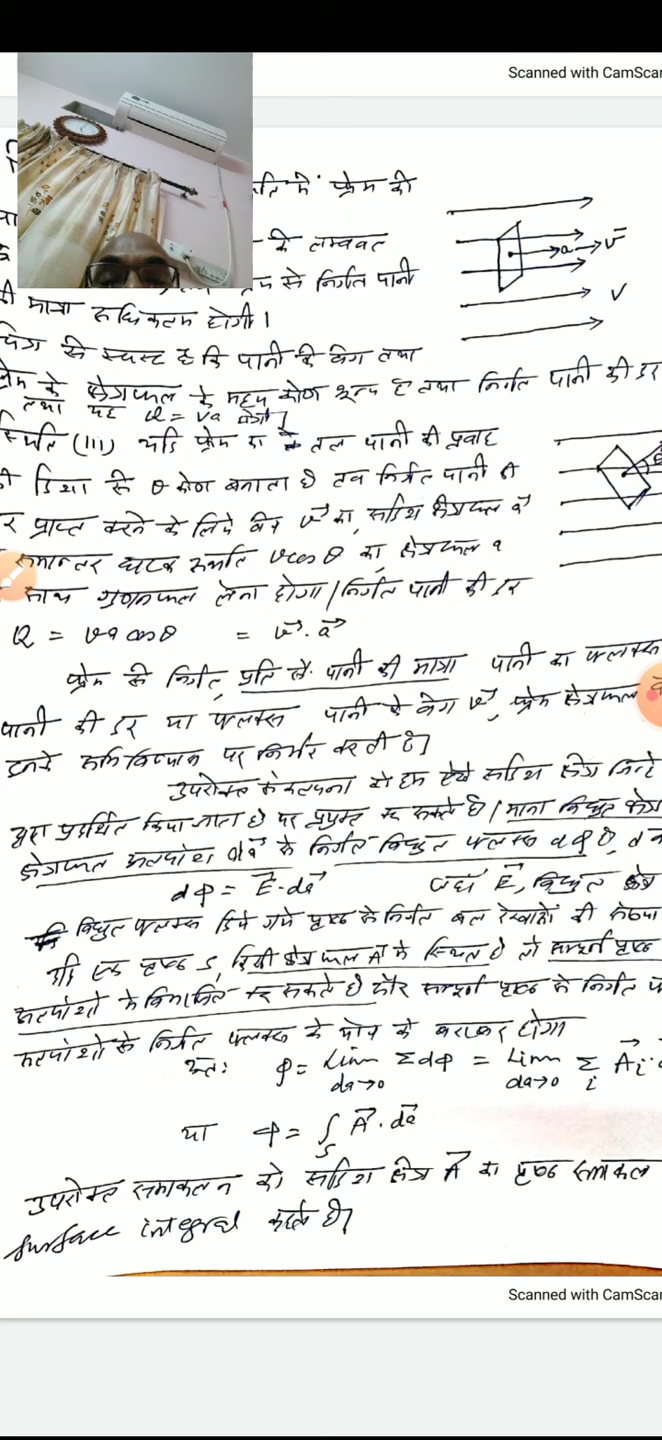 Scanned with CamScan
स्थिति में फ्रेम की
के लम्बवत
से निर्गत पानी
a → v̄
की मात्रा अधिकतम होगी।
V
चित्र से स्पष्ट है कि पानी के वेग तथा
फ्रेम के क्षेत्रफल के मध्य कोण शून्य है तथा निर्गत पानी की दर
तथा यह Q = va होगी]
स्थिति (III) यदि फ्रेम का तल पानी की प्रवाह
की दिशा से θ कोण बनाता है तब निर्गत पानी की
θ
दर प्राप्त करने के लिये वेग v⃗ का, सदिश क्षेत्रफल a⃗
समान्तर घटक अर्थात v cos θ का क्षेत्रफल a
साथ गुणनफल लेना होगा / निर्गत पानी की दर
Q = va cos θ = v⃗. a⃗
फ्रेम से निर्गत, प्रति से. पानी की मात्रा पानी का फ्लक्स
पानी की दर या फ्लक्स पानी के वेग v⃗, फ्रेम क्षेत्रफल
इनके अभिविन्यास पर निर्भर करती है]
उपरोक्त संकल्पना को हम ऐसे सदिश क्षेत्र जिन्हे
द्वारा प्रदर्शित किया जाता है पर प्रयुक्त कर सकते है / माना विद्युत क्षेत्र
क्षेत्रफल अल्पांश da⃗ से निर्गत विद्युत फ्लक्स dφ है,
dφ = E⃗. da⃗ जहां E⃗, विद्युत क्षेत्र
विद्युत फ्लक्स दिये गये पृष्ठ से निर्गत बल रेखाओं की संख्या
यदि एक पृष्ठ S, किसी क्षेत्र A⃗ में स्थित है तो सम्पूर्ण पृष्ठ
अल्पांशो में विभाजित कर सकते है और सम्पूर्ण पृष्ठ से निर्गत
अल्पांशो से निर्गत फ्लक्स के योग के बराबर होगा
अतः φ = Lim da→0 Σdφ = Lim da→0 Σ i A⃗i .
या φ = ∫S A⃗. da⃗
उपरोक्त समाकलन को सदिश क्षेत्र A⃗ का पृष्ठ समाकल
surface integral कहते है]
Scanned with CamScan